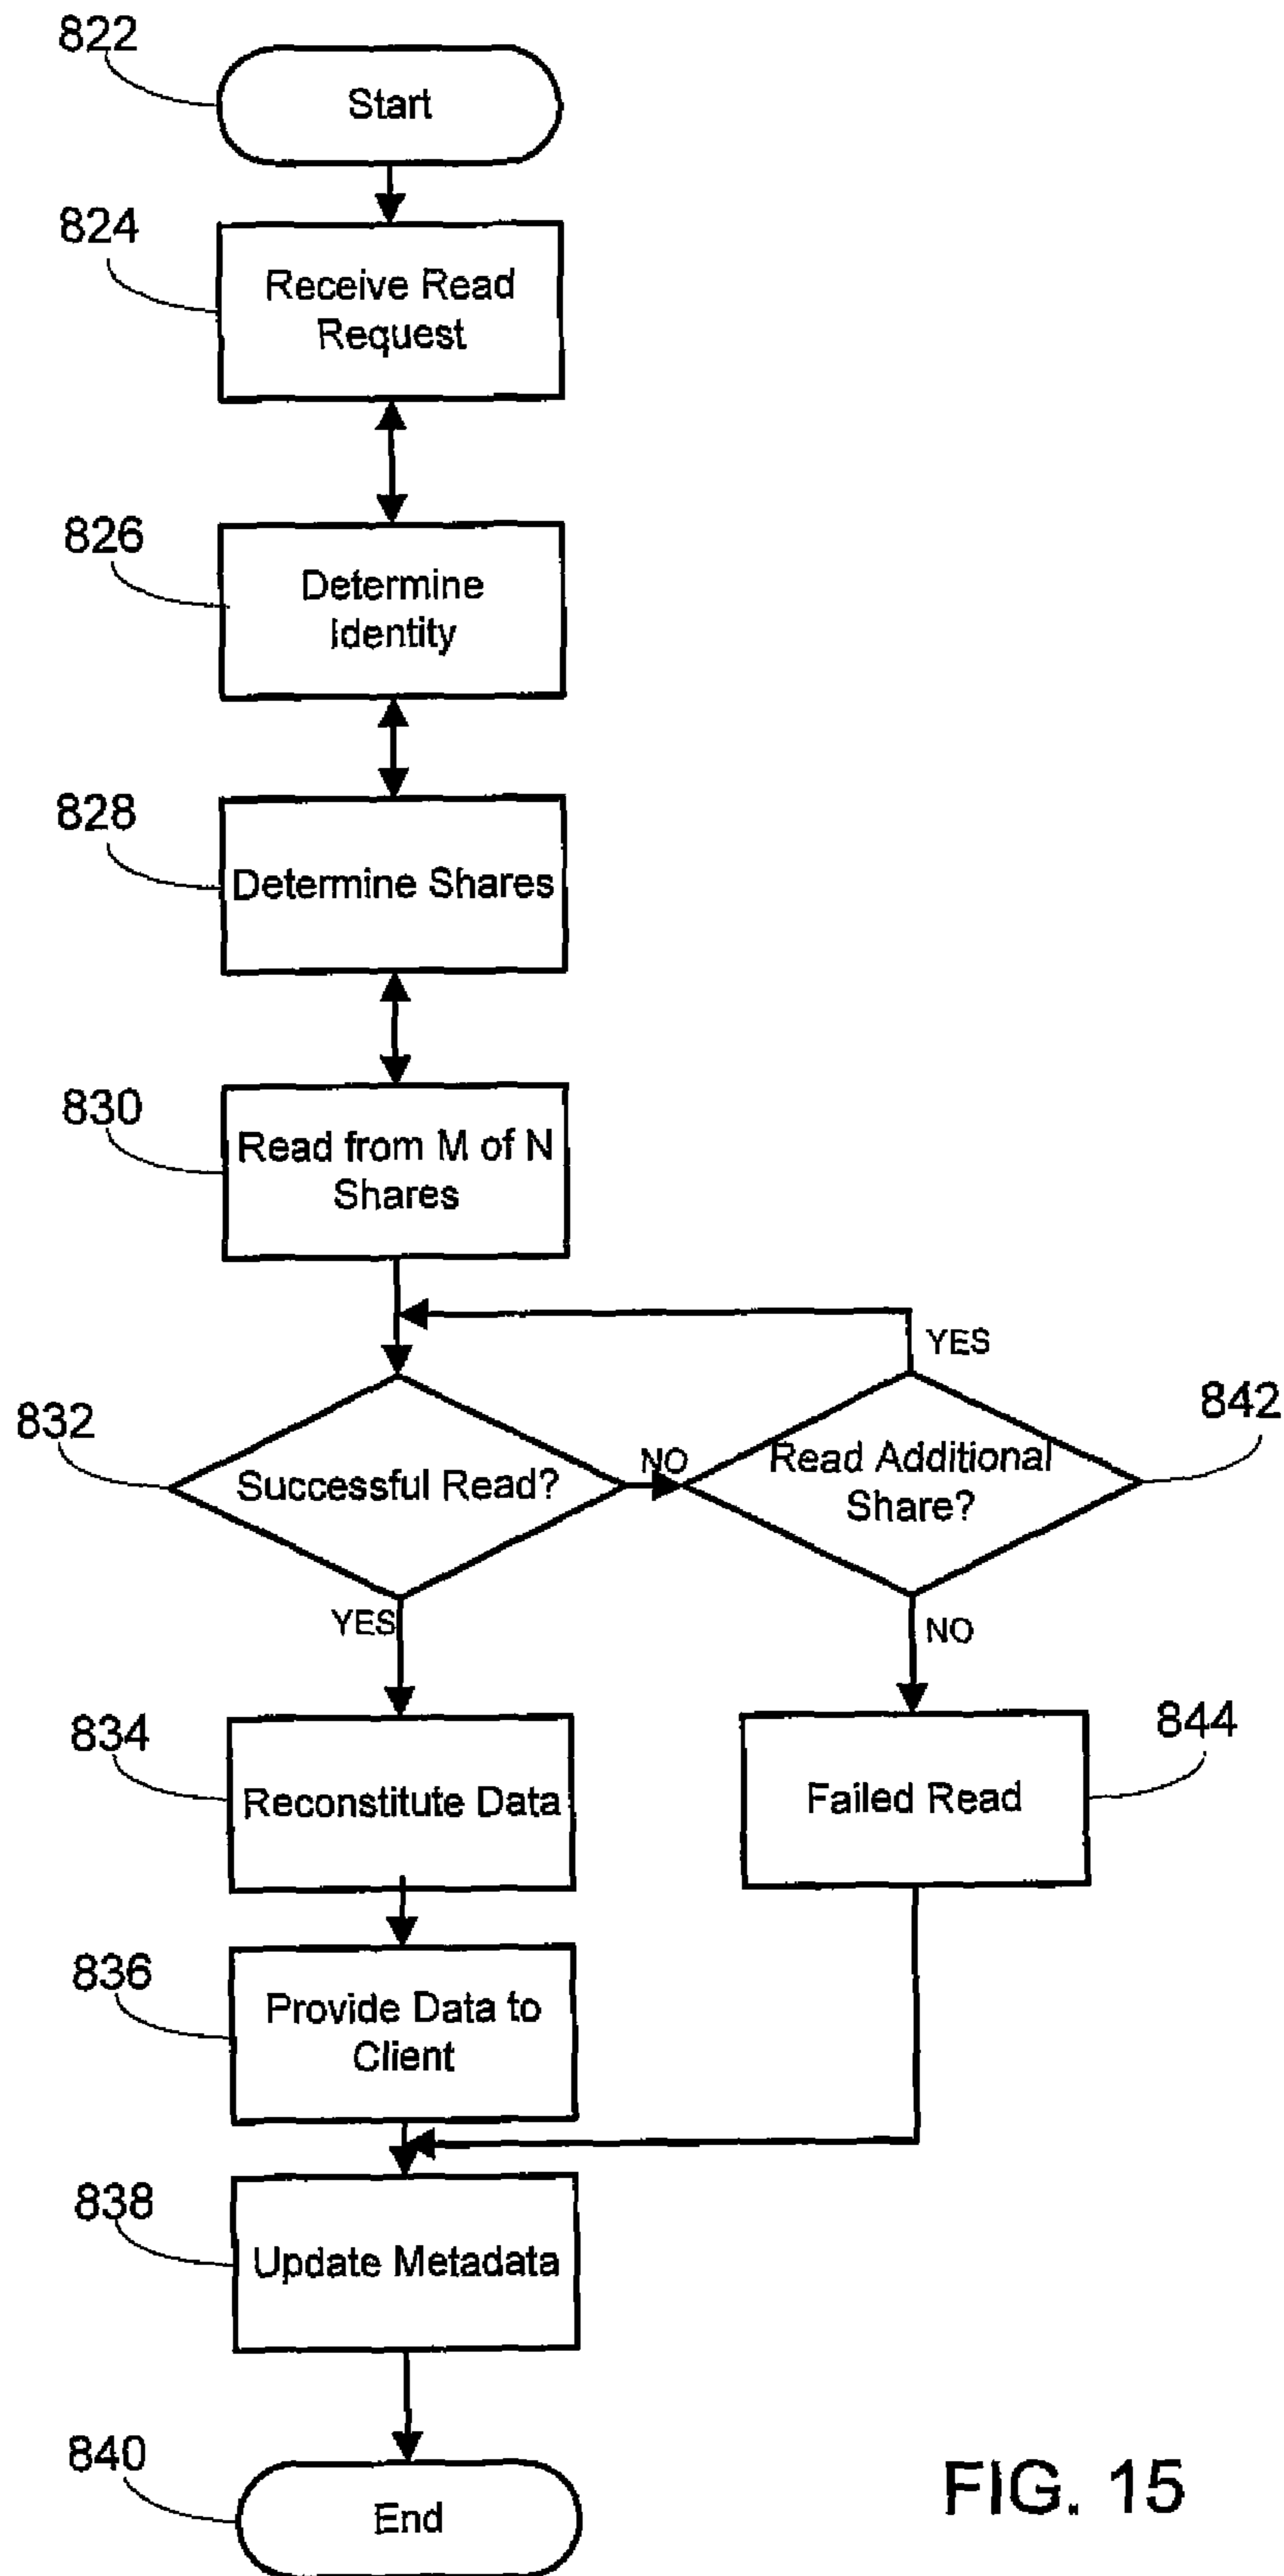 822
Start
824
Receive Read
Request
826
Determine
Identity
828
Determine Shares
830
Read from M of N
Shares
YES
832
Successful Read?
NO
Read Additional
Share?
842
YES
NO
834
Reconstitute Data
Failed Read
844
836
Provide Data to
Client
838
Update Metadata
840
End
FIG. 15